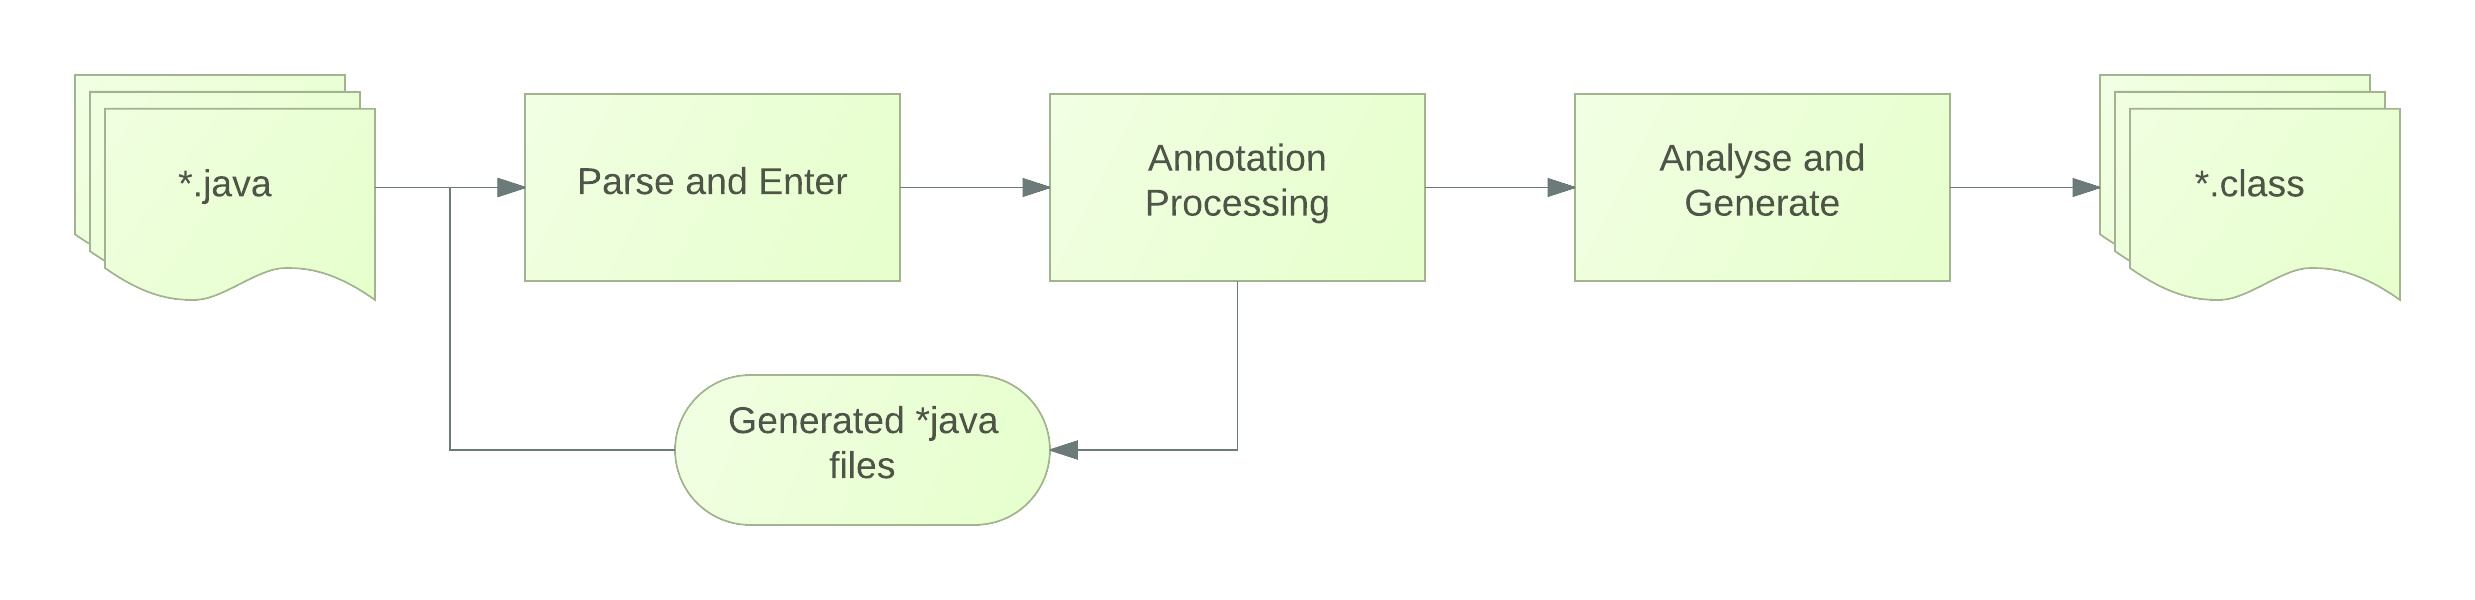 *.java
Parse and Enter
Annotation
Processing
Analyse and
Generate
*.class
Generated *java
files